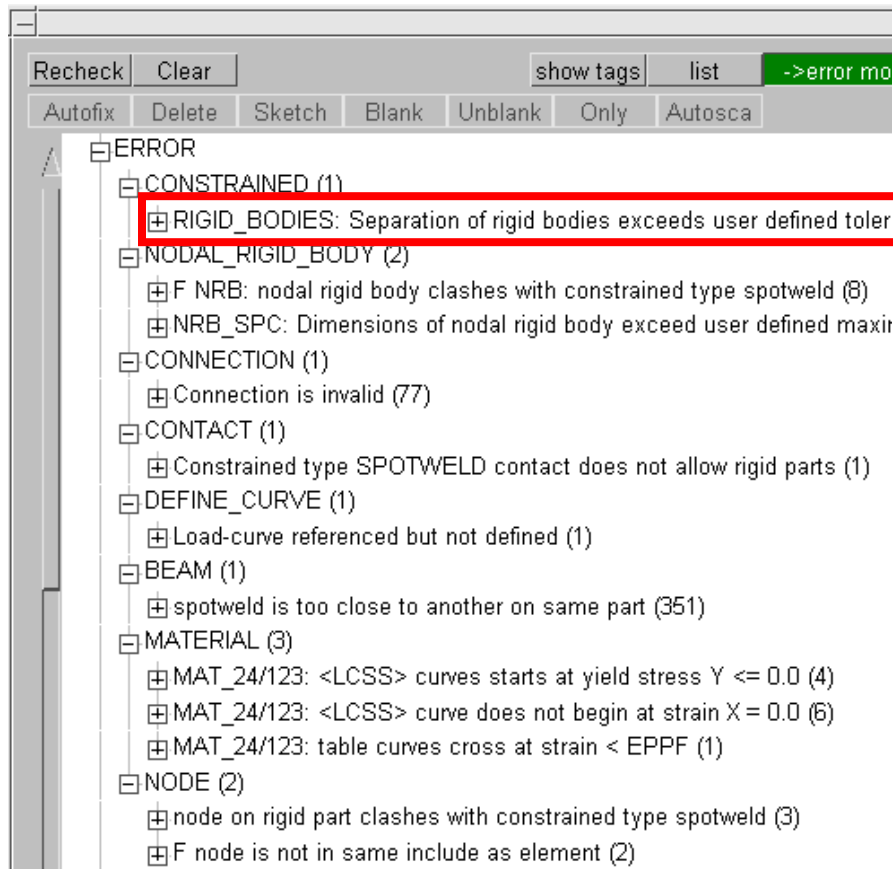 Recheck Clear show tags list ->error mo
Autofix Delete Sketch Blank Unblank Only Autosca
ERROR
CONSTRAINED (1)
RIGID_BODIES: Separation of rigid bodies exceeds user defined toler
NODAL_RIGID_BODY (2)
F NRB: nodal rigid body clashes with constrained type spotweld (8)
NRB_SPC: Dimensions of nodal rigid body exceed user defined maxim
CONNECTION (1)
Connection is invalid (77)
CONTACT (1)
Constrained type SPOTWELD contact does not allow rigid parts (1)
DEFINE_CURVE (1)
Load-curve referenced but not defined (1)
BEAM (1)
spotweld is too close to another on same part (351)
MATERIAL (3)
MAT_24/123: <LCSS> curves starts at yield stress Y <= 0.0 (4)
MAT_24/123: <LCSS> curve does not begin at strain X = 0.0 (6)
MAT_24/123: table curves cross at strain < EPPF (1)
NODE (2)
node on rigid part clashes with constrained type spotweld (3)
F node is not in same include as element (2)